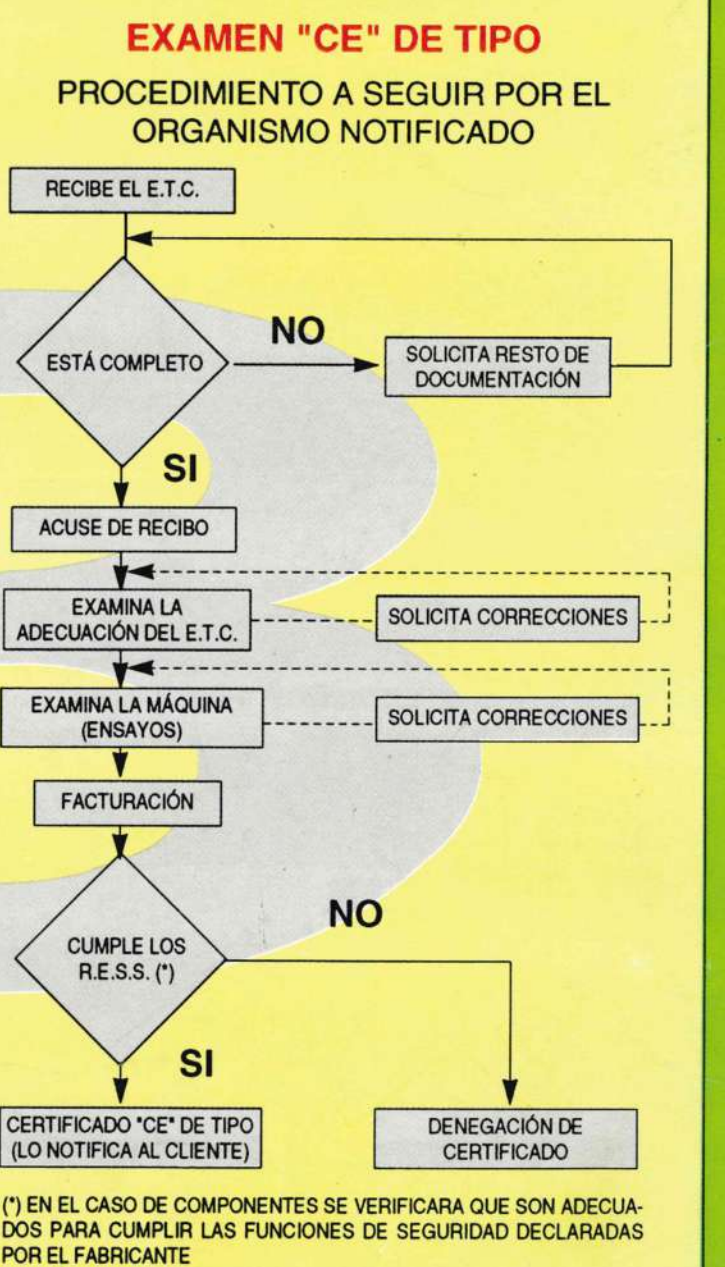 EXAMEN "CE" DE TIPO
PROCEDIMIENTO A SEGUIR POR EL
ORGANISMO NOTIFICADO
RECIBE EL E.T.C.
ESTÁ COMPLETO
NO
SOLICITA RESTO DE
DOCUMENTACIÓN
SI
ACUSE DE RECIBO
EXAMINA LA
ADECUACIÓN DEL E.T.C.
SOLICITA CORRECCIONES
EXAMINA LA MÁQUINA
(ENSAYOS)
SOLICITA CORRECCIONES
FACTURACIÓN
CUMPLE LOS
R.E.S.S. (*)
NO
SI
CERTIFICADO "CE" DE TIPO
(LO NOTIFICA AL CLIENTE)
DENEGACIÓN DE
CERTIFICADO
(*) EN EL CASO DE COMPONENTES SE VERIFICARA QUE SON ADECUA-
DOS PARA CUMPLIR LAS FUNCIONES DE SEGURIDAD DECLARADAS
POR EL FABRICANTE